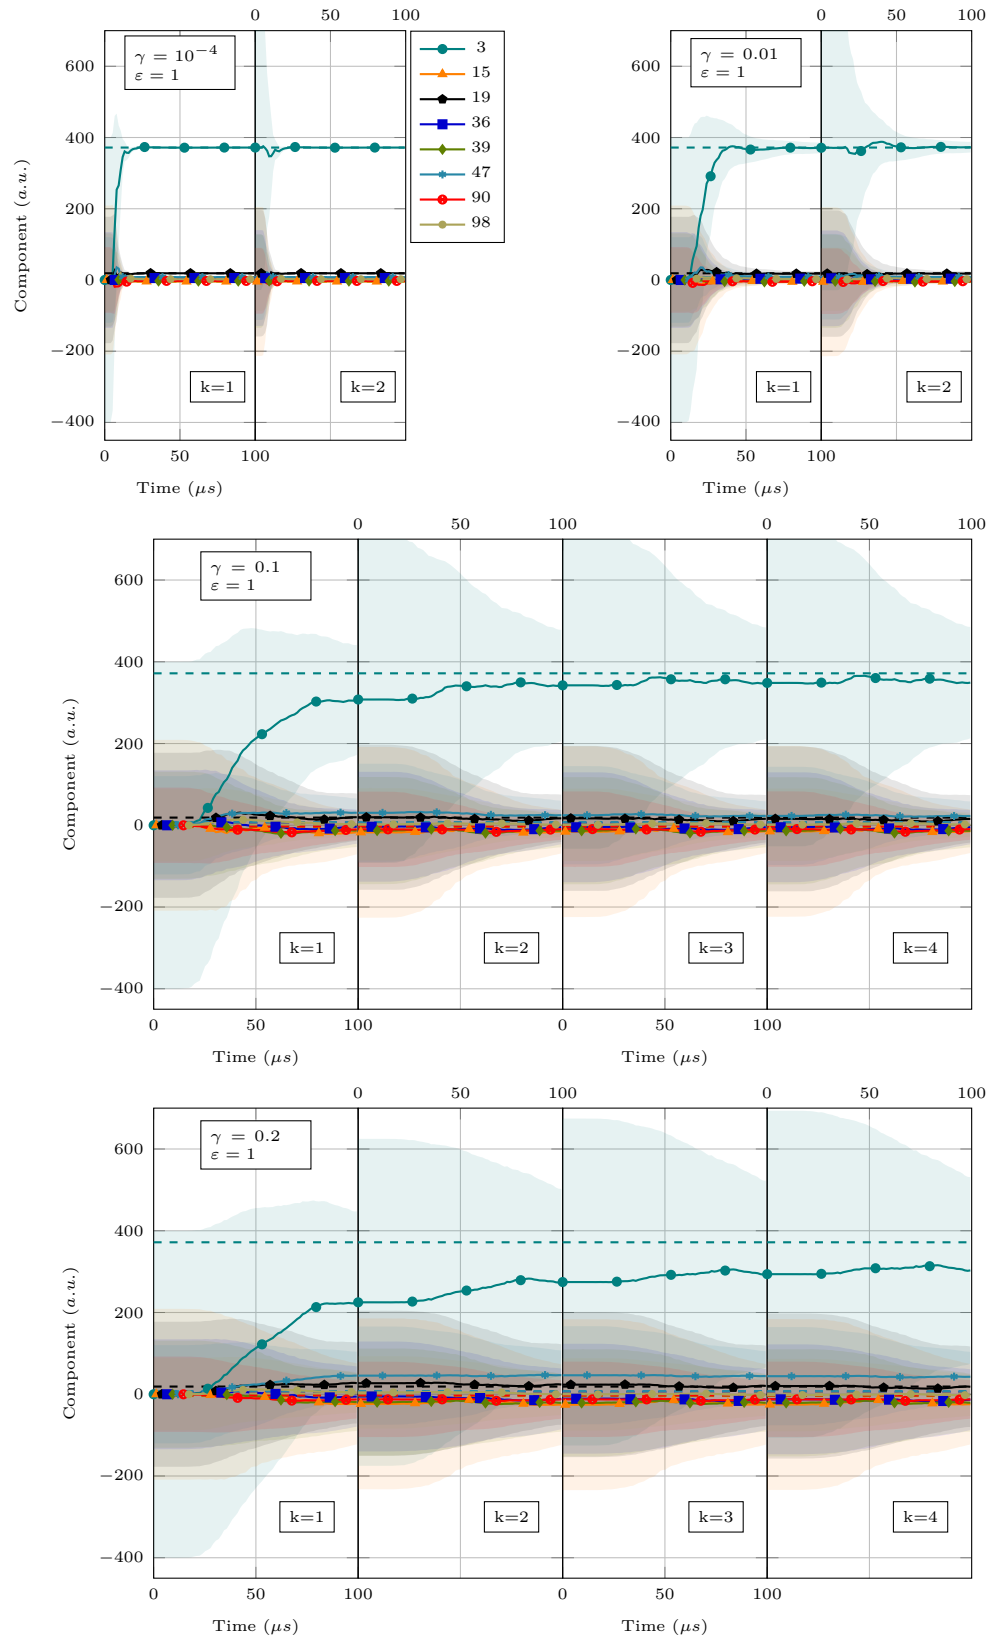 0 100
0 50 100
γ = 10⁻⁴
ε = 1
3
15
19
36
39
47
90
98
γ = 0.01
ε = 1
600
400
200
0
−200
−400
Component (a.u.)
k=1
k=2
0 50 100
Time (μs)
600
400
200
0
−200
−400
k=1
k=2
0 50 100
Time (μs)
0 50 100
0 50 100
γ = 0.1
ε = 1
600
400
200
0
−200
−400
Component (a.u.)
k=1
k=2
k=3
k=4
0 50 100
0 50 100
Time (μs)
Time (μs)
0 50 100
0 50 100
γ = 0.2
ε = 1
600
400
200
0
−200
−400
Component (a.u.)
k=1
k=2
k=3
k=4
0 50 100
0 50 100
Time (μs)
Time (μs)